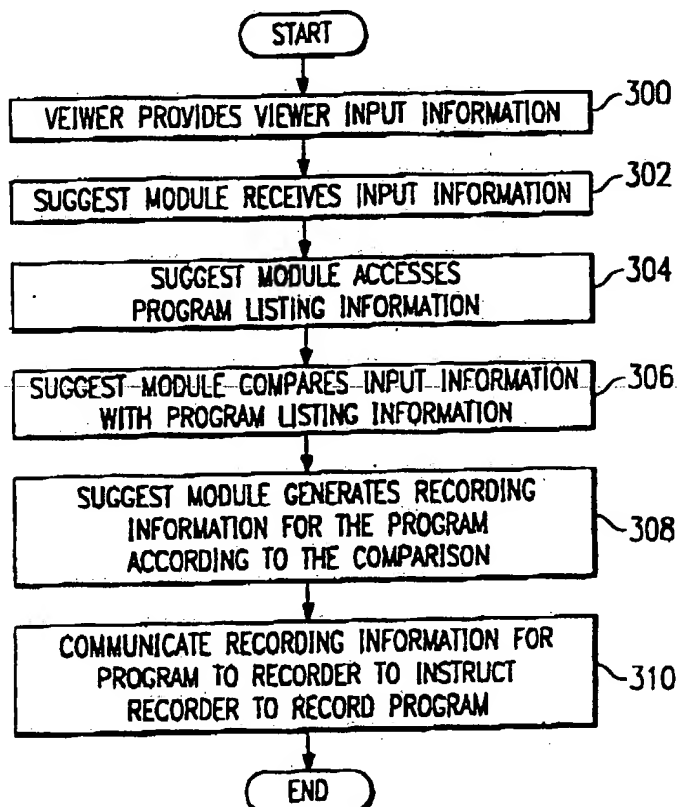 START
VEIWER PROVIDES VIEWER INPUT INFORMATION
300
SUGGEST MODULE RECEIVES INPUT INFORMATION
302
SUGGEST MODULE ACCESSES
PROGRAM LISTING INFORMATION
304
SUGGEST MODULE COMPARES INPUT INFORMATION
WITH PROGRAM LISTING INFORMATION
306
SUGGEST MODULE GENERATES RECORDING
INFORMATION FOR THE PROGRAM
ACCORDING TO THE COMPARISON
308
COMMUNICATE RECORDING INFORMATION FOR
PROGRAM TO RECORDER TO INSTRUCT
RECORDER TO RECORD PROGRAM
310
END